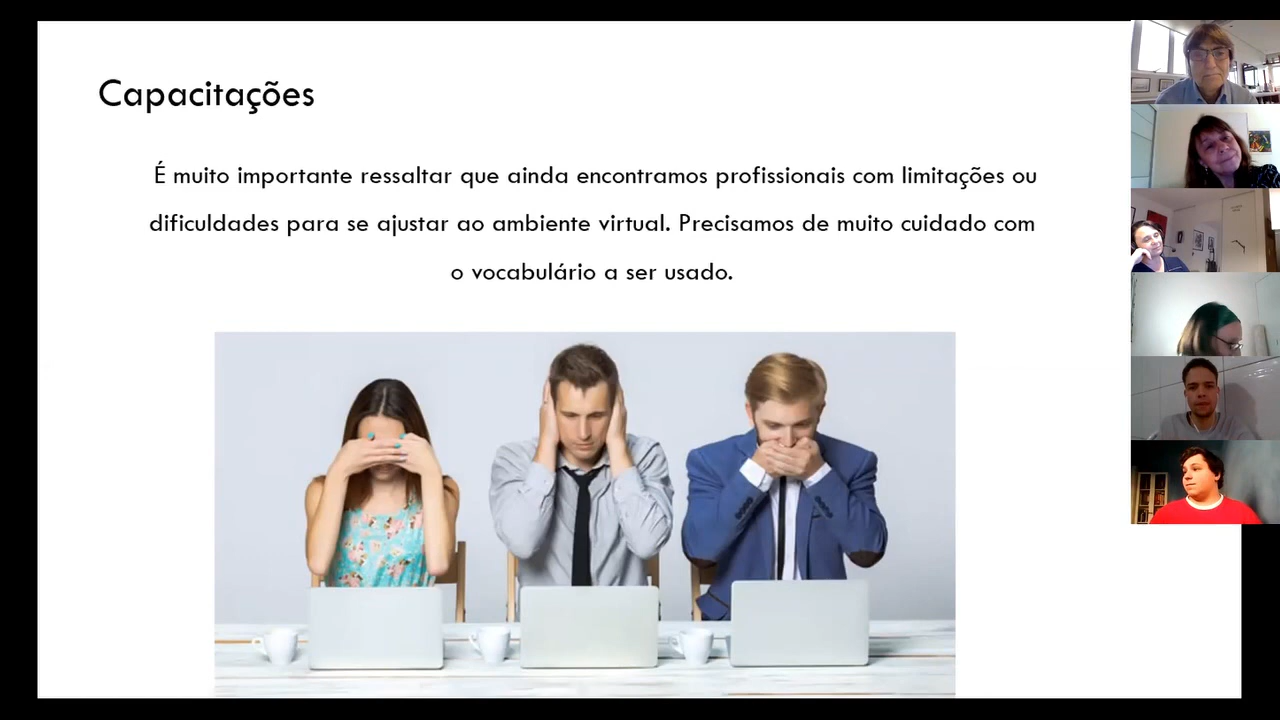 Capacitações
É muito importante ressaltar que ainda encontramos profissionais com limitações ou
dificuldades para se ajustar ao ambiente virtual. Precisamos de muito cuidado com
o vocabulário a ser usado.